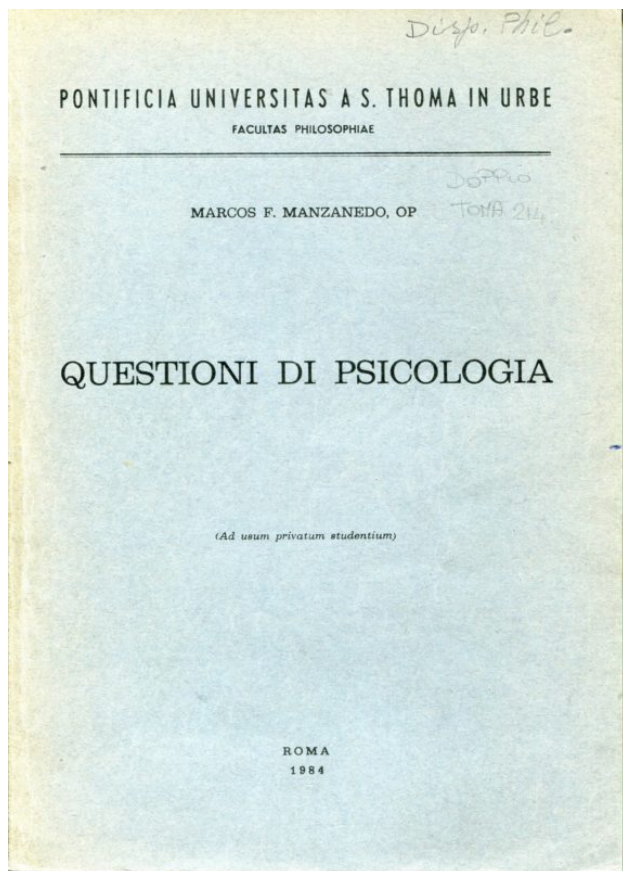 Disp. Phil.
PONTIFICIA UNIVERSITAS A S. THOMA IN URBE
FACULTAS PHILOSOPHIAE
DOPPIO
MARCOS F. MANZANEDO, OP
TOMA 214
QUESTIONI DI PSICOLOGIA
(Ad usum privatum studentium)
ROMA
1984